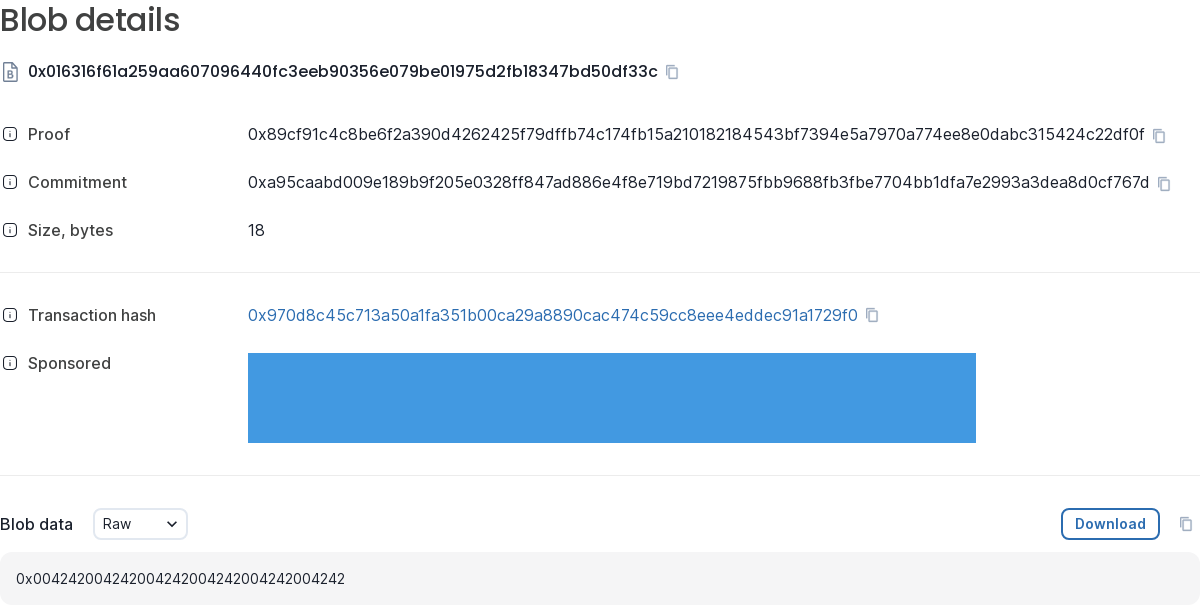 Blob details
0x016316f61a259aa607096440fc3eeb90356e079be01975d2fb18347bd50df33c
Proof 0x89cf91c4c8be6f2a390d4262425f79dffb74c174fb15a210182184543bf7394e5a7970a774ee8e0dabc315424c22df0f
Commitment 0xa95caabd009e189b9f205e0328ff847ad886e4f8e719bd7219875fbb9688fb3fbe7704bb1dfa7e2993a3dea8d0cf767d
Size, bytes 18
Transaction hash 0x970d8c45c713a50a1fa351b00ca29a8890cac474c59cc8eee4eddec91a1729f0
Sponsored
Blob data Raw Download
0x004242004242004242004242004242004242